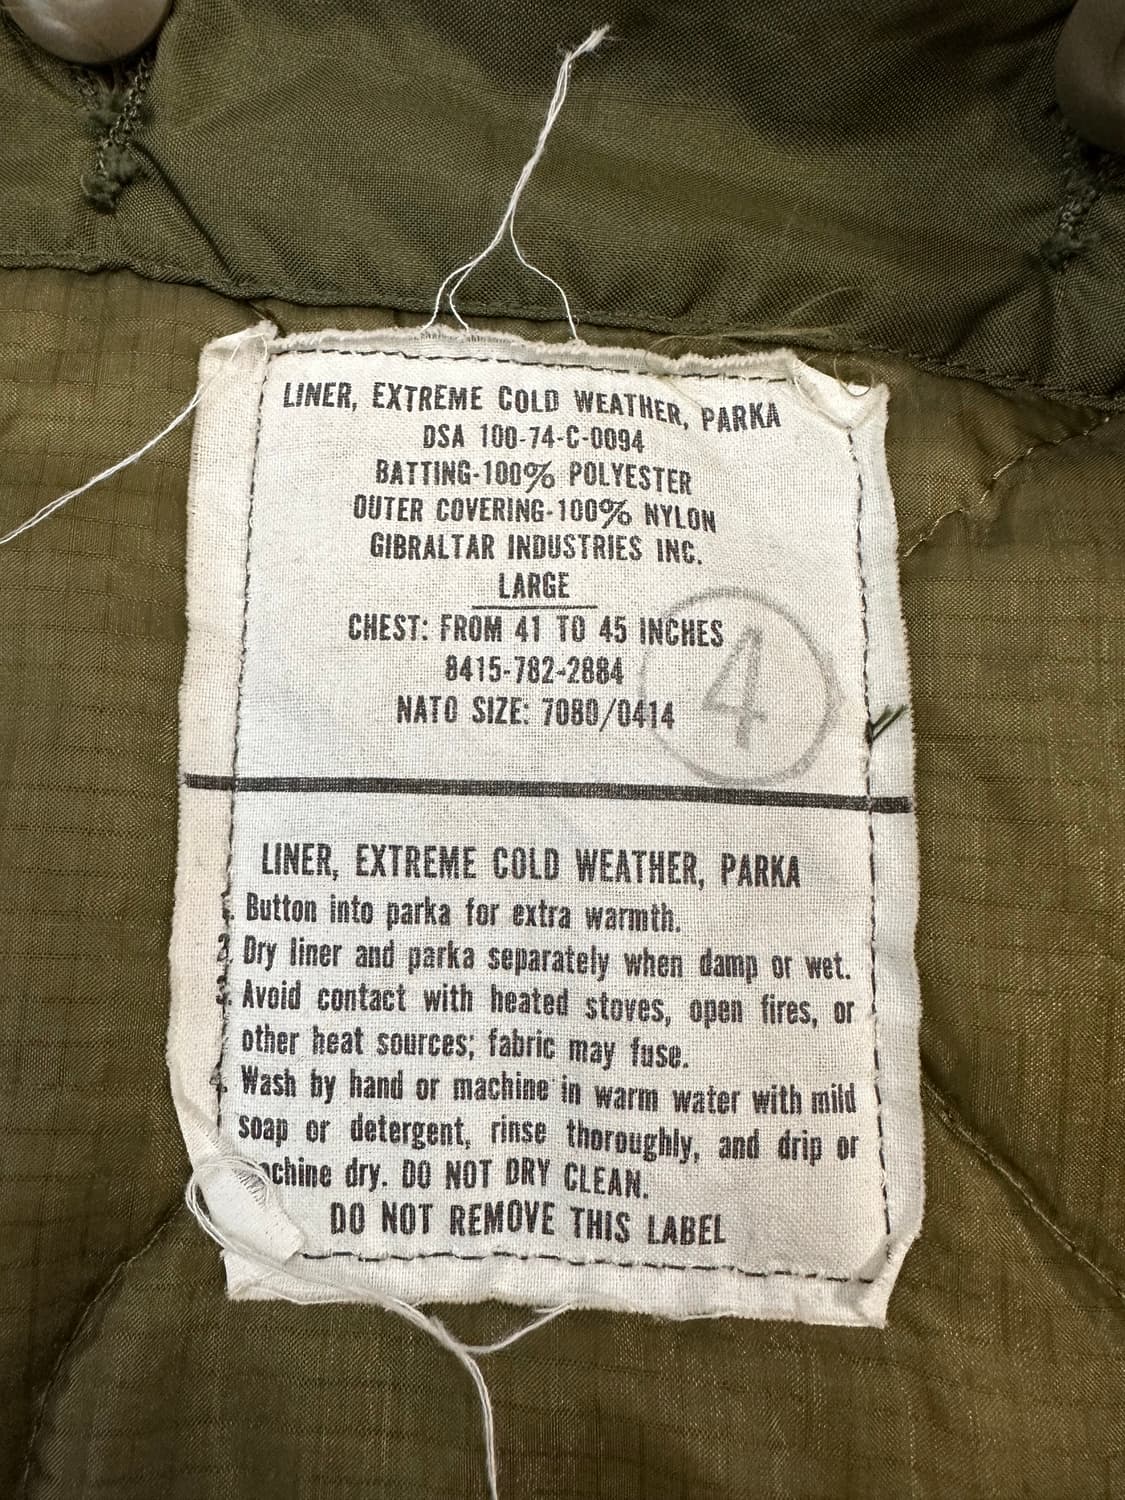 LINER, EXTREME COLD WEATHER, PARKA
DSA 100-74-C-0094
BATTING-100% POLYESTER
OUTER COVERING-100% NYLON
GIBRALTAR INDUSTRIES INC.
LARGE
CHEST: FROM 41 TO 45 INCHES
8415-782-2884
NATO SIZE: 7080/0414
4
LINER, EXTREME COLD WEATHER, PARKA
1. Button into parka for extra warmth.
2. Dry liner and parka separately when damp or wet.
3. Avoid contact with heated stoves, open fires, or
other heat sources; fabric may fuse.
4. Wash by hand or machine in warm water with mild
soap or detergent, rinse thoroughly, and drip or
achine dry. DO NOT DRY CLEAN.
DO NOT REMOVE THIS LABEL